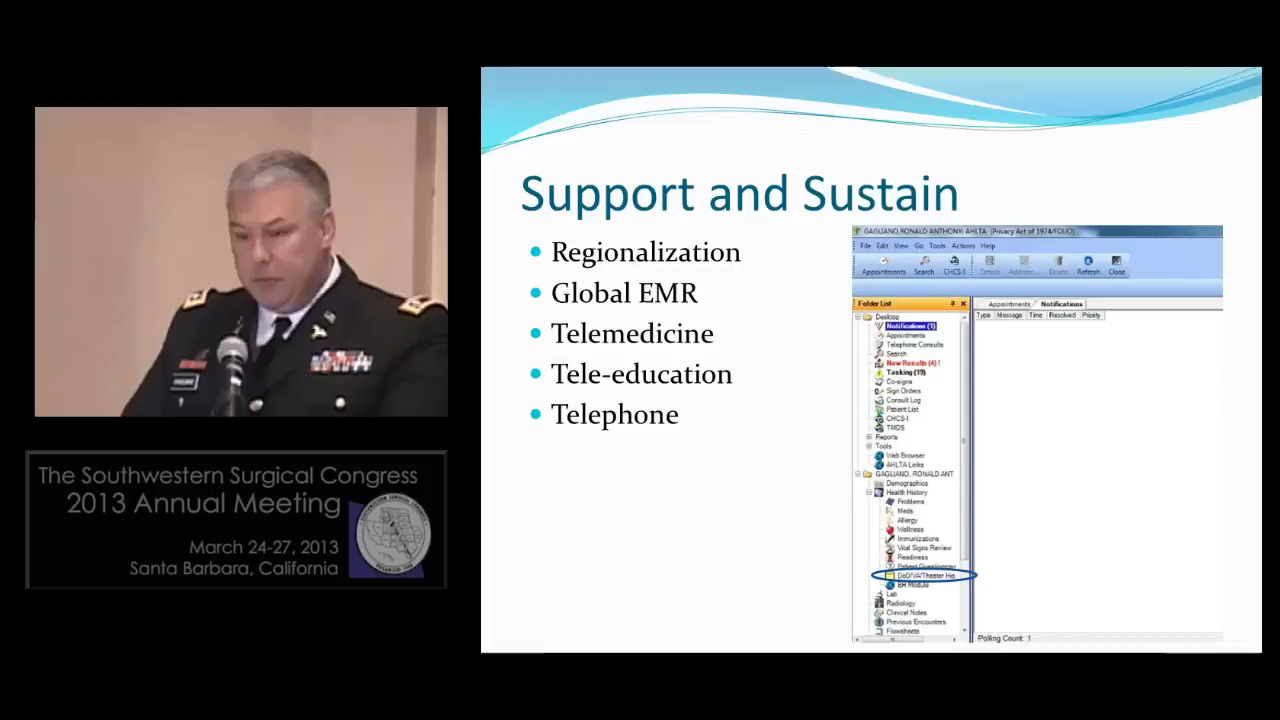 The Southwestern Surgical Congress
2013 Annual Meeting
March 24-27, 2013
Santa Barbara, California
Support and Sustain
Regionalization
Global EMR
Telemedicine
Tele-education
Telephone
GAGLIANO,RONALD ANTHONY: AHLTA (Privacy Act of 1974/FOUO)
File Edit View Go Tools Actions Help
Appointments Search CHCS-I Details Address... Delete Refresh Close
Folder List
Desktop
Notifications (1)
Appointments
Telephone Consults
Search
New Results (4) !
Tasking (19)
Co-signs
Sign Orders
Consult Log
Patient List
CHCS-I
TMDS
Reports
Tools
Web Browser
AHLTA Links
GAGLIANO, RONALD ANT
Demographics
Health History
Problems
Meds
Allergy
Wellness
Immunizations
Vital Signs Review
Readiness
Patient Questionnair
DoD/VA/Theater His
BH Module
Lab
Radiology
Clinical Notes
Previous Encounters
Flowsheets
Appointments Notifications
Type Message Time Resolved Priority
Polling Count: 1